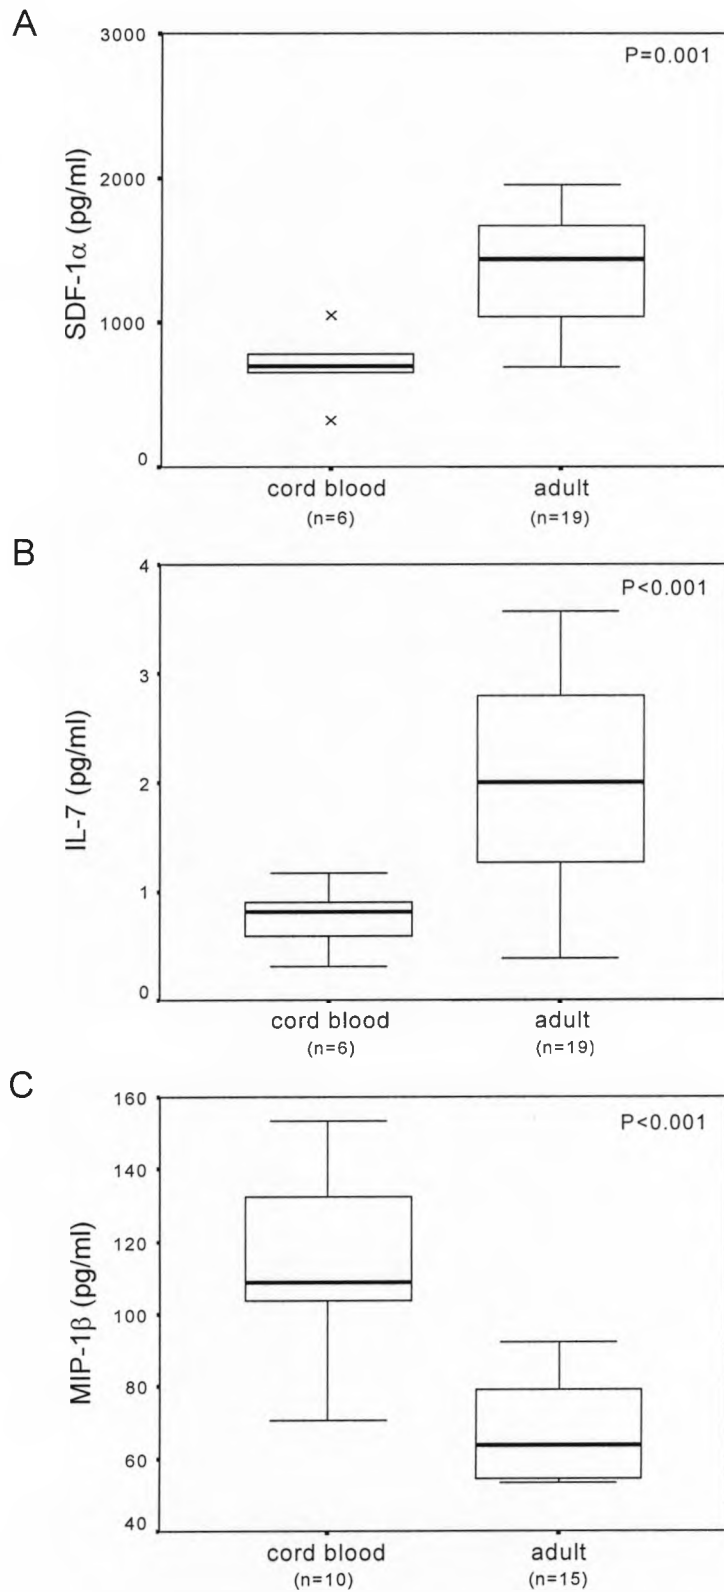 A
3000
P=0.001
2000
SDF-1α (pg/ml)
1000
×
×
0
cord blood
adult
(n=6)
(n=19)
B
4
P<0.001
3
IL-7 (pg/ml)
2
1
0
cord blood
adult
(n=6)
(n=19)
C
160
P<0.001
140
120
MIP-1β (pg/ml)
100
80
60
40
cord blood
adult
(n=10)
(n=15)